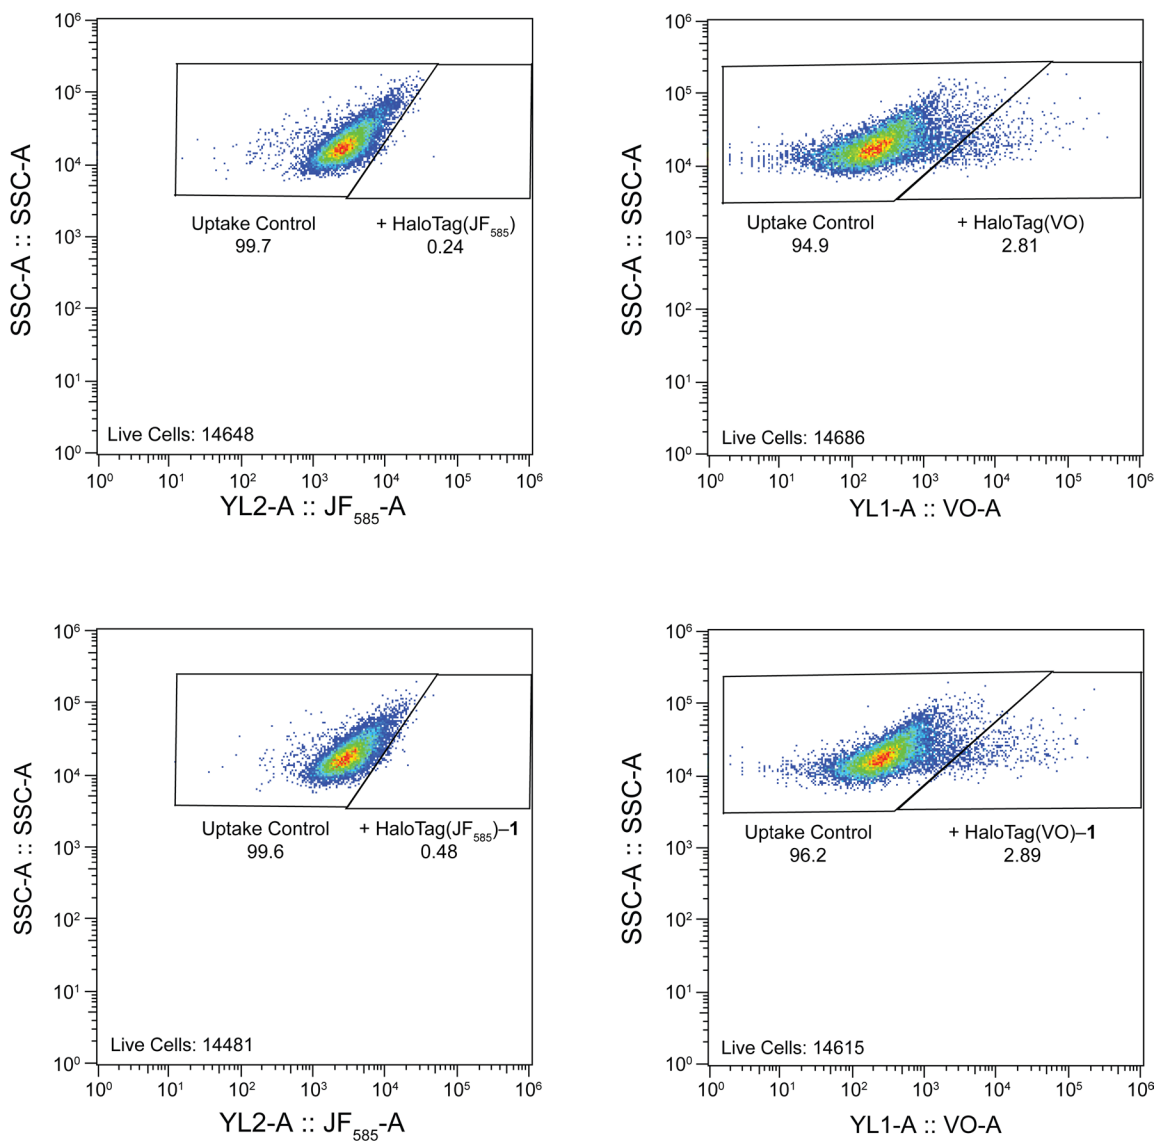 10⁶
10⁵
10⁴
10³
10²
10¹
10⁰
SSC-A :: SSC-A
Uptake Control
99.7
+ HaloTag(JF₅₈₅)
0.24
Live Cells: 14648
10⁰ 10¹ 10² 10³ 10⁴ 10⁵ 10⁶
YL2-A :: JF₅₈₅-A
10⁶
10⁵
10⁴
10³
10²
10¹
10⁰
SSC-A :: SSC-A
Uptake Control
94.9
+ HaloTag(VO)
2.81
Live Cells: 14686
10⁰ 10¹ 10² 10³ 10⁴ 10⁵ 10⁶
YL1-A :: VO-A
10⁶
10⁵
10⁴
10³
10²
10¹
10⁰
SSC-A :: SSC-A
Uptake Control
99.6
+ HaloTag(JF₅₈₅)–1
0.48
Live Cells: 14481
10⁰ 10¹ 10² 10³ 10⁴ 10⁵ 10⁶
YL2-A :: JF₅₈₅-A
10⁶
10⁵
10⁴
10³
10²
10¹
10⁰
SSC-A :: SSC-A
Uptake Control
96.2
+ HaloTag(VO)–1
2.89
Live Cells: 14615
10⁰ 10¹ 10² 10³ 10⁴ 10⁵ 10⁶
YL1-A :: VO-A